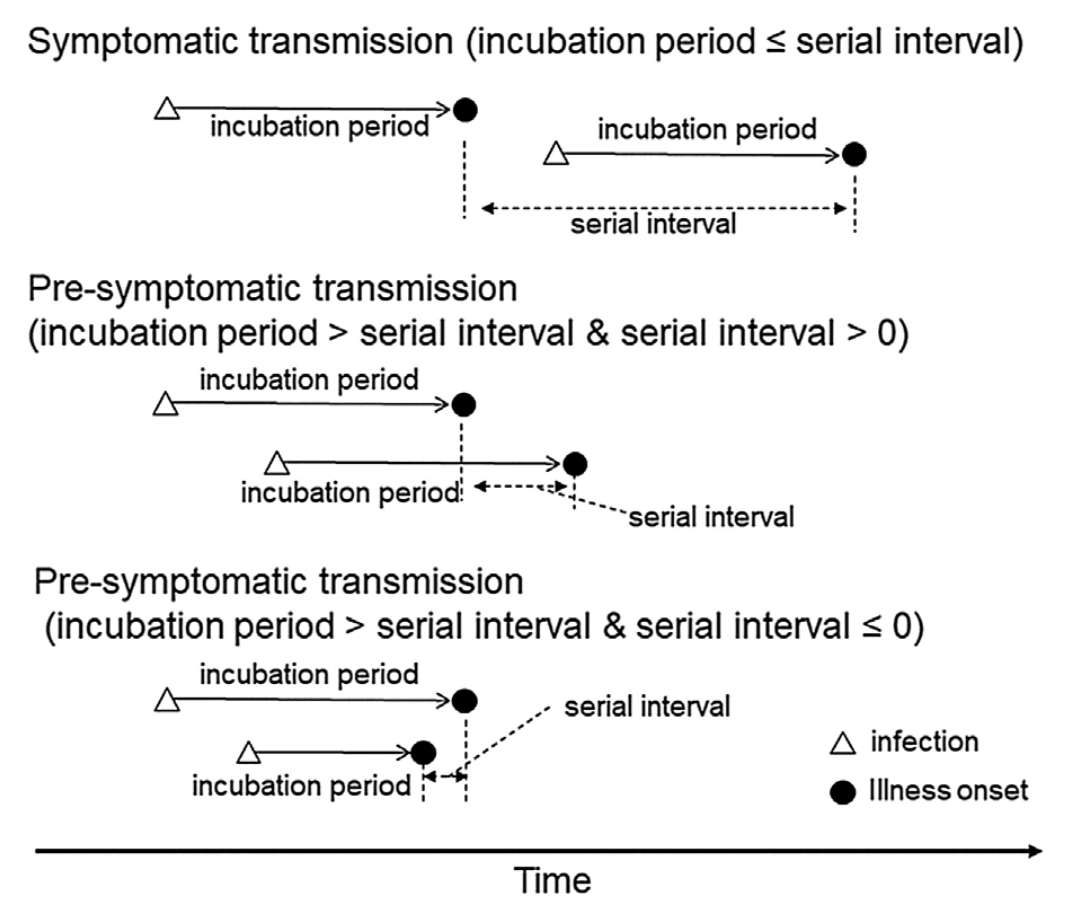 Symptomatic transmission (incubation period ≤ serial interval)
incubation period
incubation period
serial interval
Pre-symptomatic transmission
(incubation period > serial interval & serial interval > 0)
incubation period
incubation period
serial interval
Pre-symptomatic transmission
(incubation period > serial interval & serial interval ≤ 0)
incubation period
serial interval
incubation period
infection
Illness onset
Time